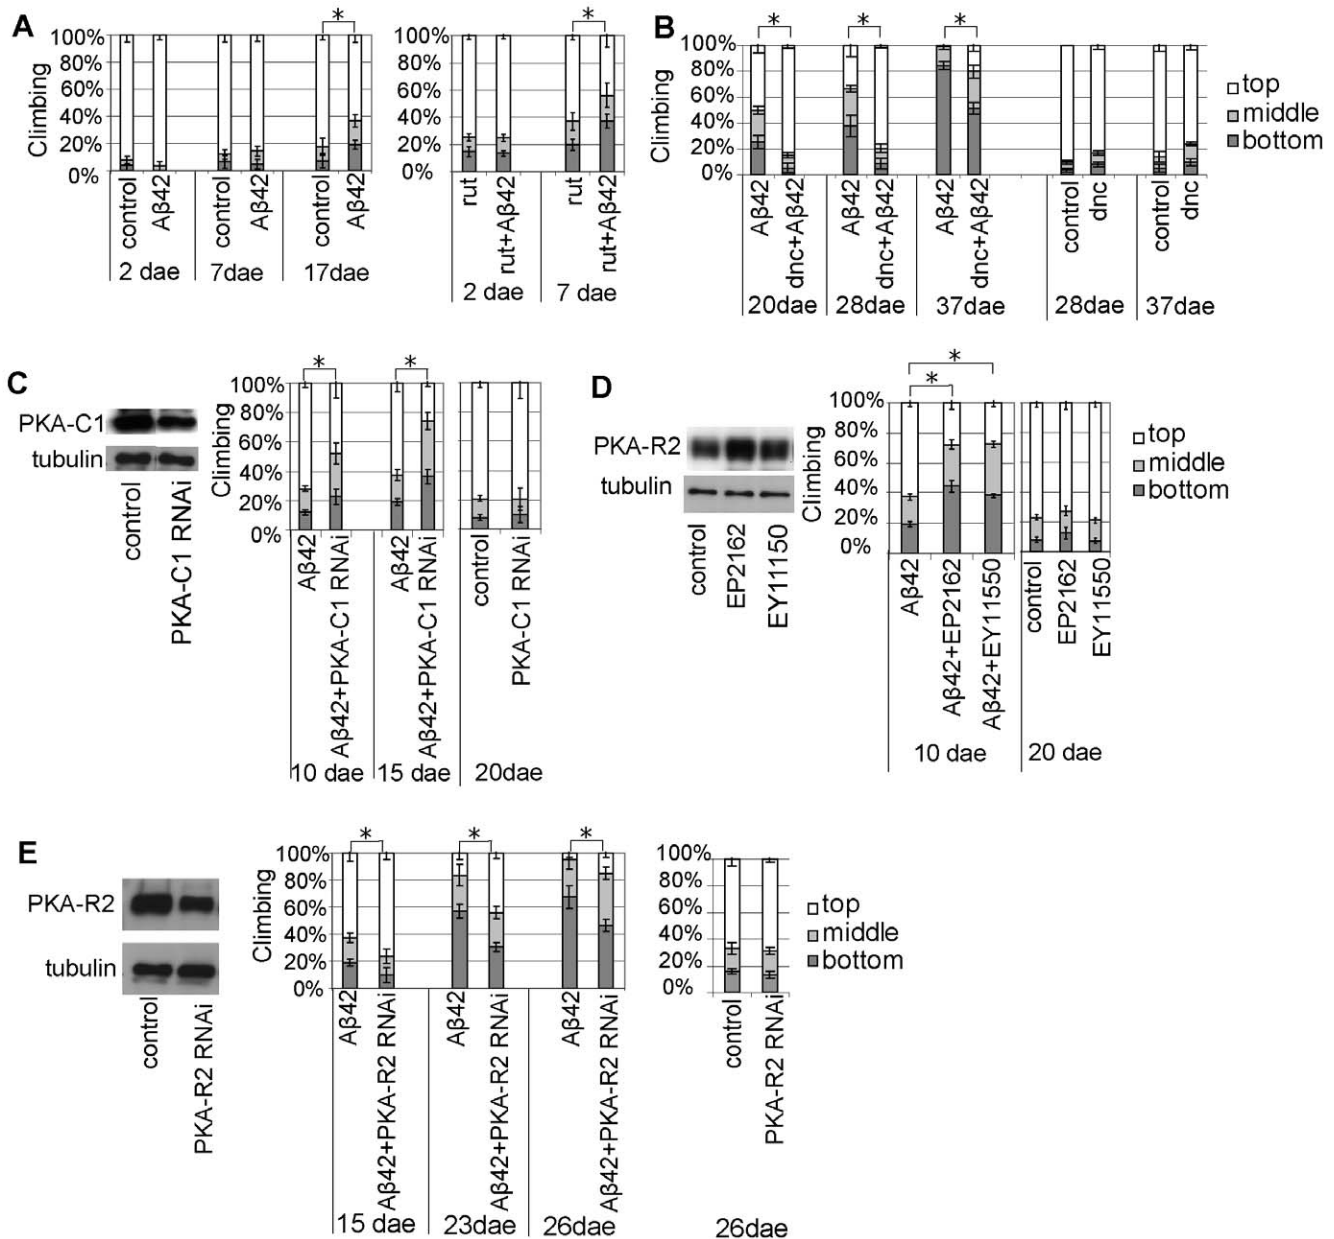 A
Climbing
100%
80%
60%
40%
20%
0%
*
control
Aβ42
control
Aβ42
control
Aβ42
2 dae
7dae
17dae
100%
80%
60%
40%
20%
0%
*
rut
rut+Aβ42
rut
rut+Aβ42
2 dae
7 dae
B
Climbing
100%
80%
60%
40%
20%
0%
*
*
*
Aβ42
dnc+Aβ42
Aβ42
dnc+Aβ42
Aβ42
dnc+Aβ42
control
dnc
control
dnc
20dae
28dae
37dae
28dae
37dae
top
middle
bottom
C
PKA-C1
tubulin
control
PKA-C1 RNAi
Climbing
100%
80%
60%
40%
20%
0%
*
*
Aβ42
Aβ42+PKA-C1 RNAi
Aβ42
Aβ42+PKA-C1 RNAi
control
PKA-C1 RNAi
10 dae
15 dae
20dae
D
PKA-R2
tubulin
control
EP2162
EY11150
Climbing
100%
80%
60%
40%
20%
0%
*
*
Aβ42
Aβ42+EP2162
Aβ42+EY11550
control
EP2162
EY11550
10 dae
20 dae
top
middle
bottom
E
PKA-R2
tubulin
control
PKA-R2 RNAi
Climbing
100%
80%
60%
40%
20%
0%
*
*
*
Aβ42
Aβ42+PKA-R2 RNAi
Aβ42
Aβ42+PKA-R2 RNAi
Aβ42
Aβ42+PKA-R2 RNAi
15 dae
23dae
26dae
100%
80%
60%
40%
20%
0%
control
PKA-R2 RNAi
26dae
top
middle
bottom